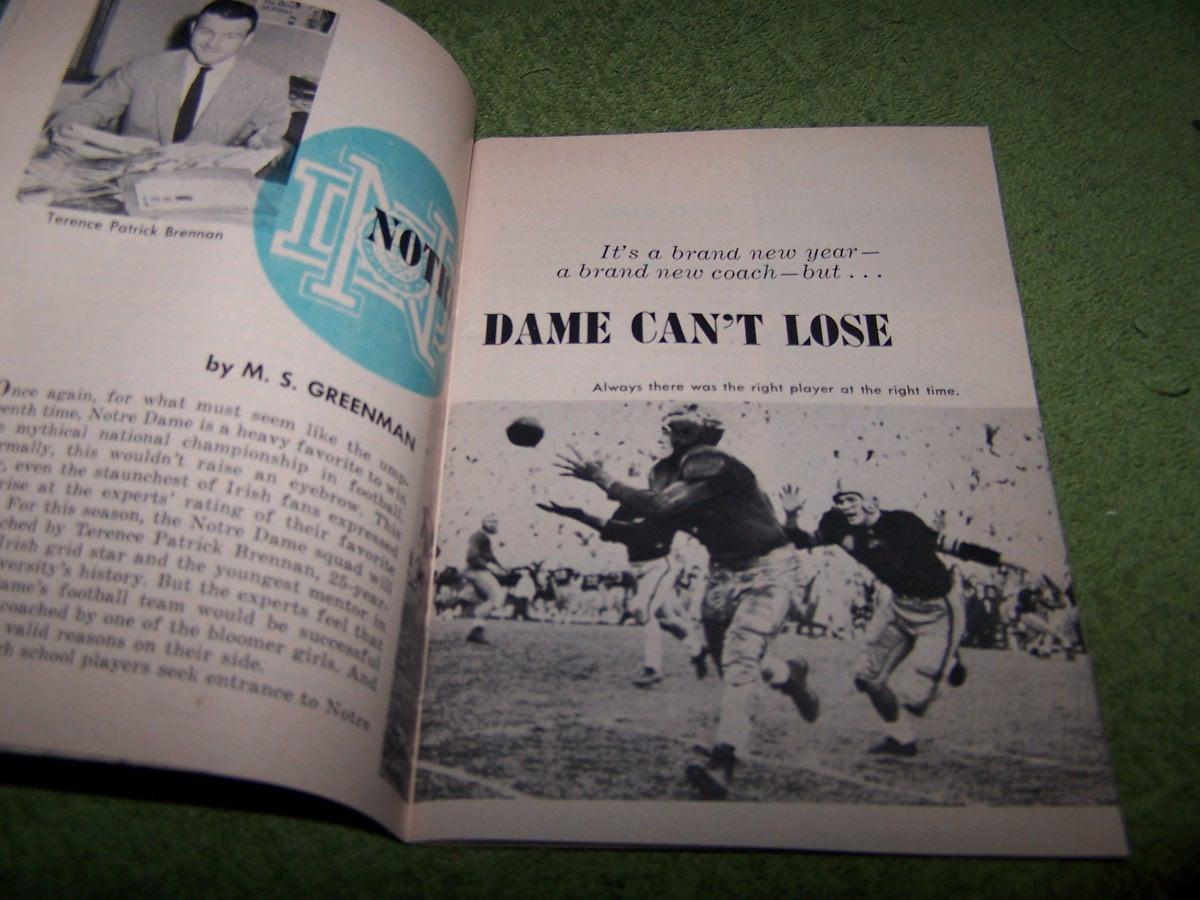 Terence Patrick Brennan
NOT
It's a brand new year—
a brand new coach—but . . .
DAME CAN'T LOSE
by M. S. GREENMAN
Always there was the right player at the right time.
Once again, for what must seem like the ump-
time, Notre Dame is a heavy favorite to win
mythical national championship in football.
this wouldn't raise an eyebrow. This
even the staunchest of Irish fans expressed
at the experts' rating of their favorite
For this season, the Notre Dame squad will
by Terence Patrick Brennan, 25-year-
Irish grid star and the youngest mentor in
history. But the experts feel that
football team would be successful
coached by one of the bloomer girls. And
valid reasons on their side.
school players seek entrance to Notre